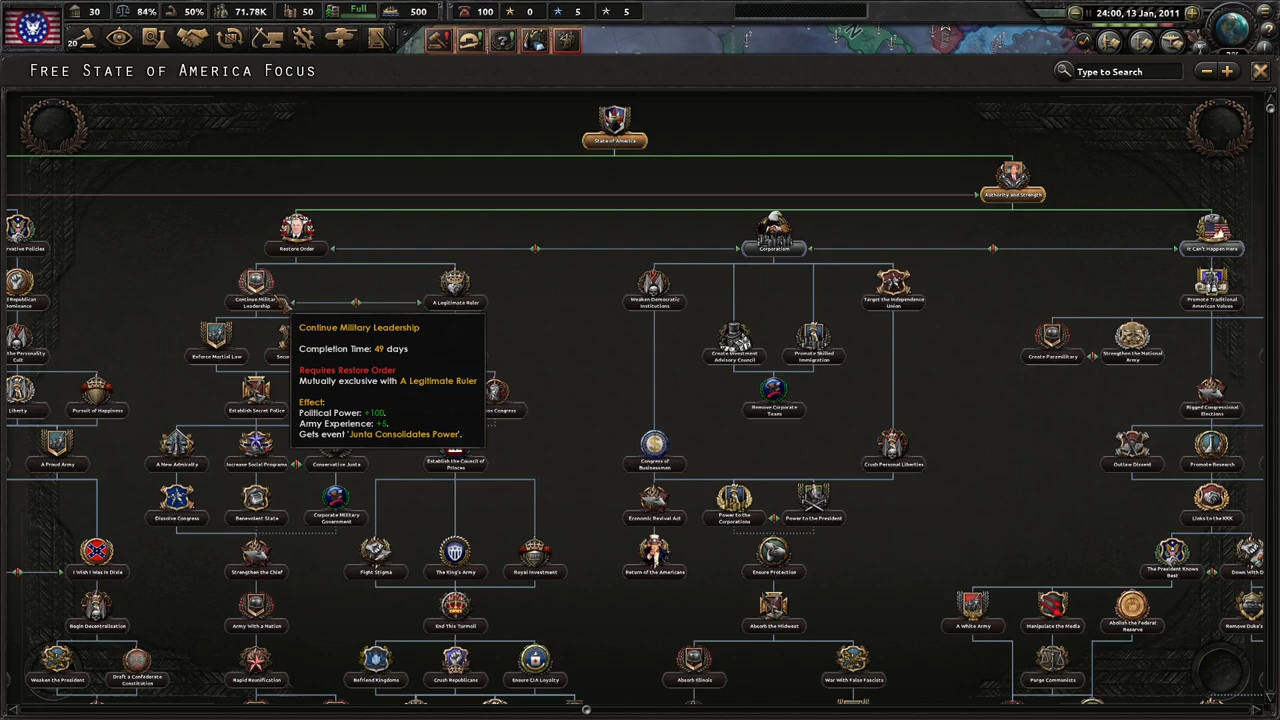 30
84%
50%
71.78K
50
Full
500
100
0
5
5
24:00, 13 Jan, 2011
20
Free State of America Focus
Type to Search
State of America
Authority and Strength
Restore Order
Corporatism
It Can't Happen Here
Continue Military
Leadership
A Legitimate Ruler
Weaken Democratic
Institutions
Target the Independence
Union
Promote Traditional
American Values
Continue Military Leadership
Completion Time: 49 days
Requires Restore Order
Mutually exclusive with A Legitimate Ruler
Effect:
Political Power: +100.
Army Experience: +5.
Gets event 'Junta Consolidates Power'.
Enforce Martial Law
Create Investment
Advisory Council
Promote Skilled
Immigration
Create Paramilitary
Strengthen the National
Army
Liberty
Pursuit of Happiness
Establish Secret Police
Remove Corporate
Taxes
Rigged Congressional
Elections
A Proud Army
A New Admiralty
Increase Social Programs
Conservative Junta
Establish the Council of
Princes
Congress of
Businessmen
Crush Personal Liberties
Outlaw Dissent
Promote Research
Dissolve Congress
Benevolent State
Corporate Military
Government
Economic Revival Act
Power to the
Corporations
Power to the President
Links to the KKK
I Wish I Was In Dixie
Strengthen the Chief
Fight Stigma
The King's Army
Royal Investment
Return of the Americans
Ensure Protection
The President Knows
Best
Down With D
Begin Decentralisation
Army With a Nation
End This Turmoil
Absorb the Midwest
A White Army
Manipulate the Media
Abolish the Federal
Reserve
Remove Duke's
Weaken the President
Draft a Confederate
Constitution
Rapid Reunification
Refriend Kingdoms
Crush Republicans
Ensure CIA Loyalty
Absorb Illinois
War With False Fascists
Purge Communists